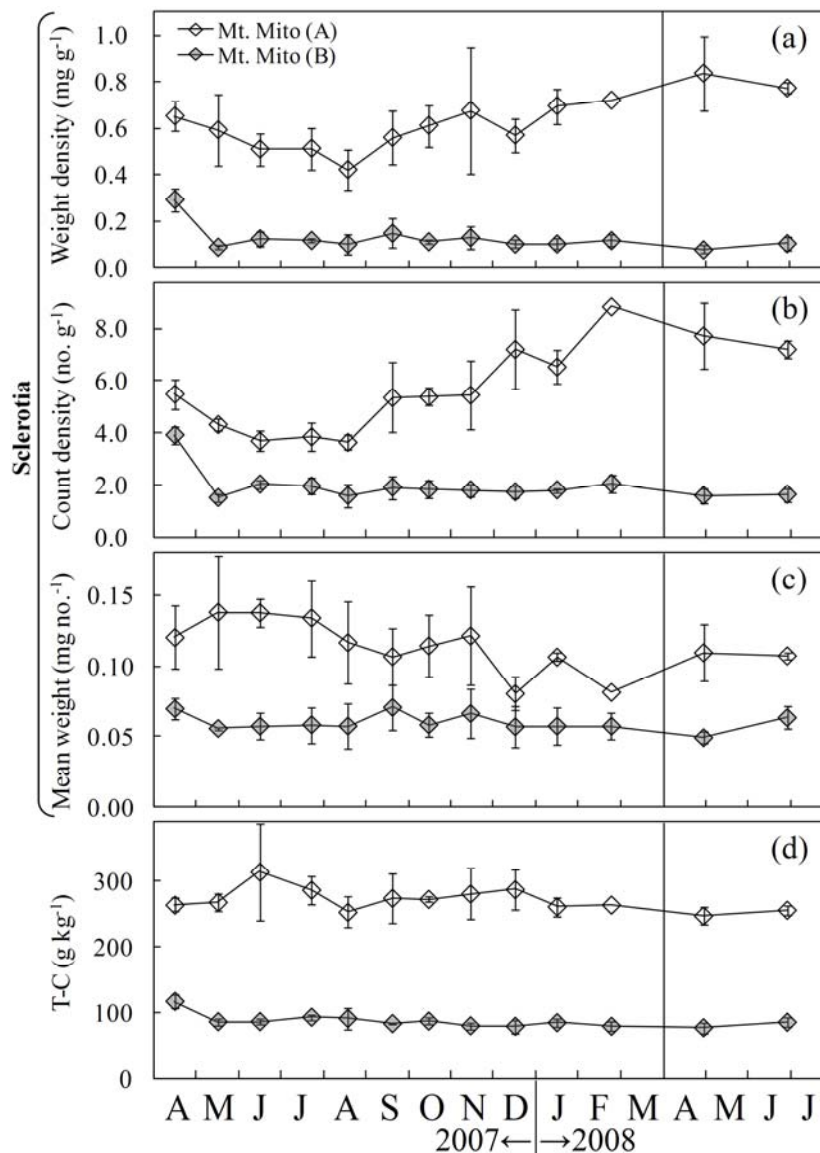 Sclerotia
(a)
Mt. Mito (A)
Mt. Mito (B)
Weight density (mg g⁻¹)
1.0
0.8
0.6
0.4
0.2
0.0
(b)
Count density (no. g⁻¹)
8.0
6.0
4.0
2.0
0.0
(c)
Mean weight (mg no.⁻¹)
0.15
0.10
0.05
0.00
(d)
T-C (g kg⁻¹)
300
200
100
0
A M J J A S O N D J F M A M J J
2007←→2008